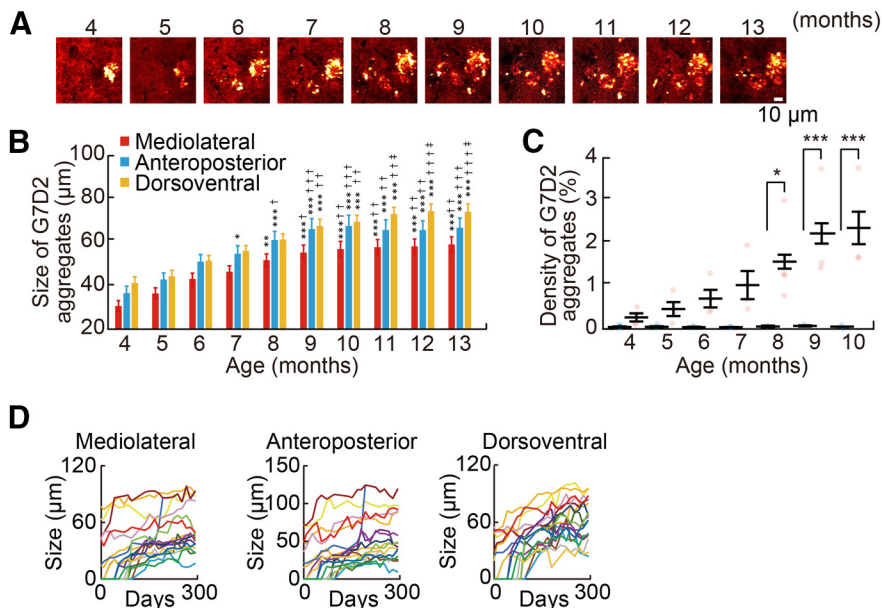 A
4 5 6 7 8 9 10 11 12 13 (months)
10 μm
B
Mediolateral
Anteroposterior
Dorsoventral
Size of G7D2
aggregates (μm)
100
80
60
40
20
4 5 6 7 8 9 10 11 12 13
Age (months)
C
Density of G7D2
aggregates (%)
4
3
2
1
0
* *** ***
4 5 6 7 8 9 10
Age (months)
D
Mediolateral
Size (μm)
120
60
0
0 Days 300
Anteroposterior
Size (μm)
150
100
50
0
0 Days 300
Dorsoventral
Size (μm)
120
80
40
0
0 Days 300